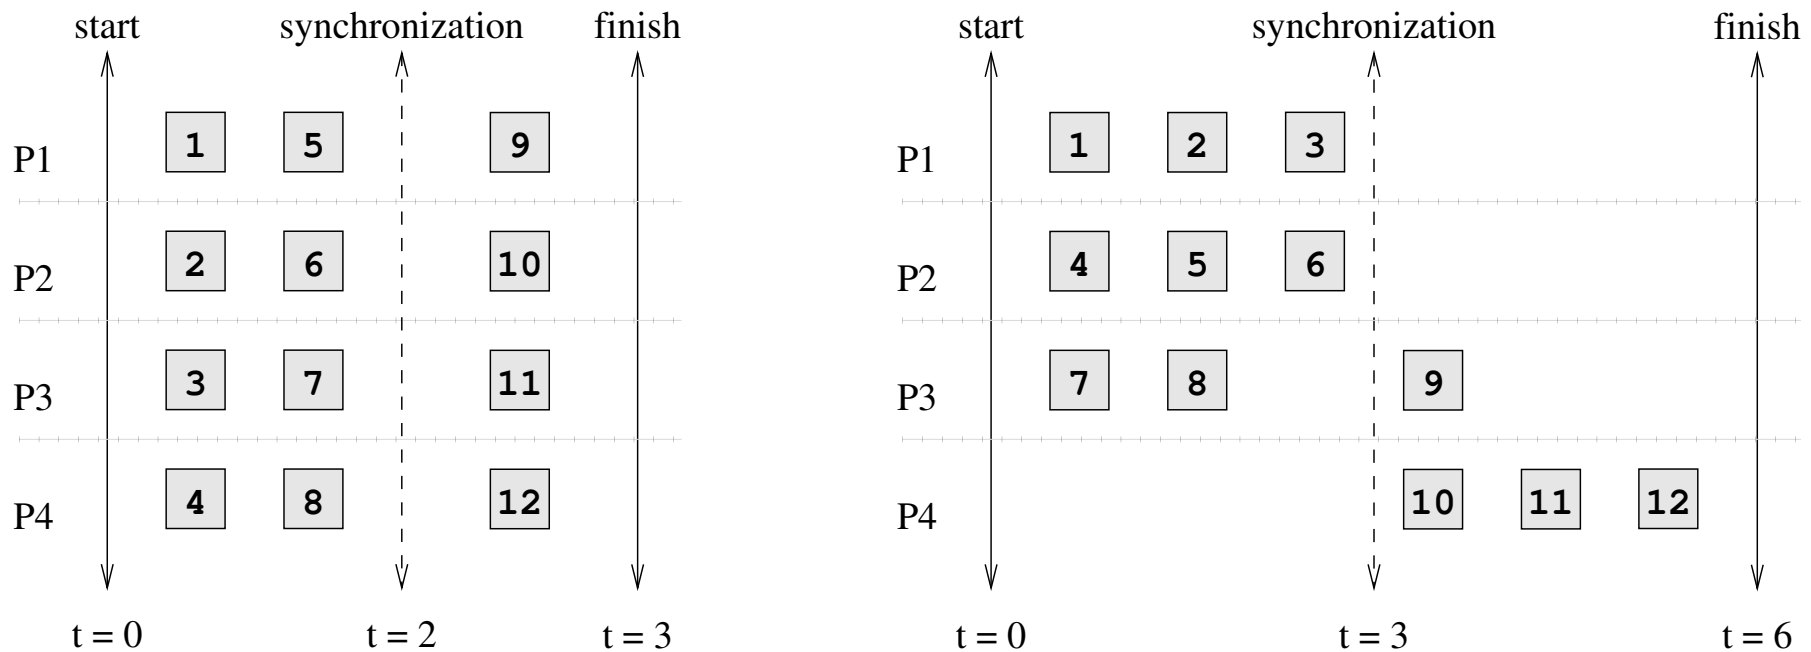 start synchronization finish
P1 1 5 9
P2 2 6 10
P3 3 7 11
P4 4 8 12
t = 0 t = 2 t = 3
start synchronization finish
P1 1 2 3
P2 4 5 6
P3 7 8 9
P4 10 11 12
t = 0 t = 3 t = 6